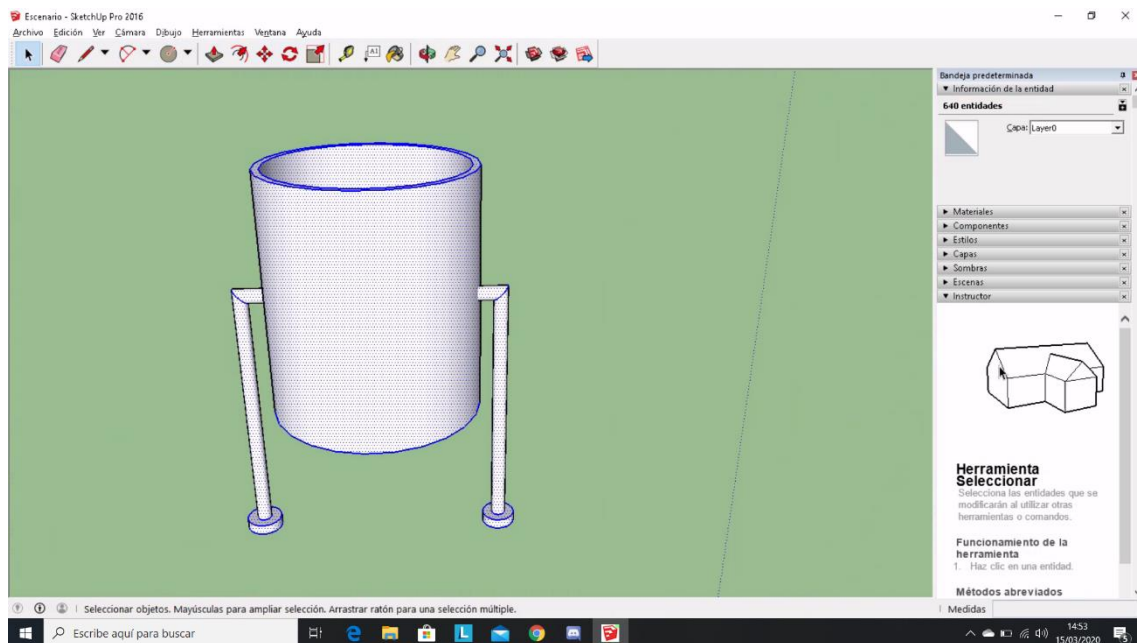 Escenario - SketchUp Pro 2016
Archivo Edición Ver Cámara Dibujo Herramientas Ventana Ayuda
A1
Bandeja predeterminada
Información de la entidad
640 entidades
Capa: Layer0
Materiales
Componentes
Estilos
Capas
Sombras
Escenas
Instructor
Herramienta
Seleccionar
Selecciona las entidades que se
modificarán al utilizar otras
herramientas o comandos.
Funcionamiento de la
herramienta
1. Haz clic en una entidad.
Métodos abreviados
Seleccionar objetos. Mayúsculas para ampliar selección. Arrastrar ratón para una selección múltiple.
Medidas
Escribe aquí para buscar
L
14:53
15/03/2020
5